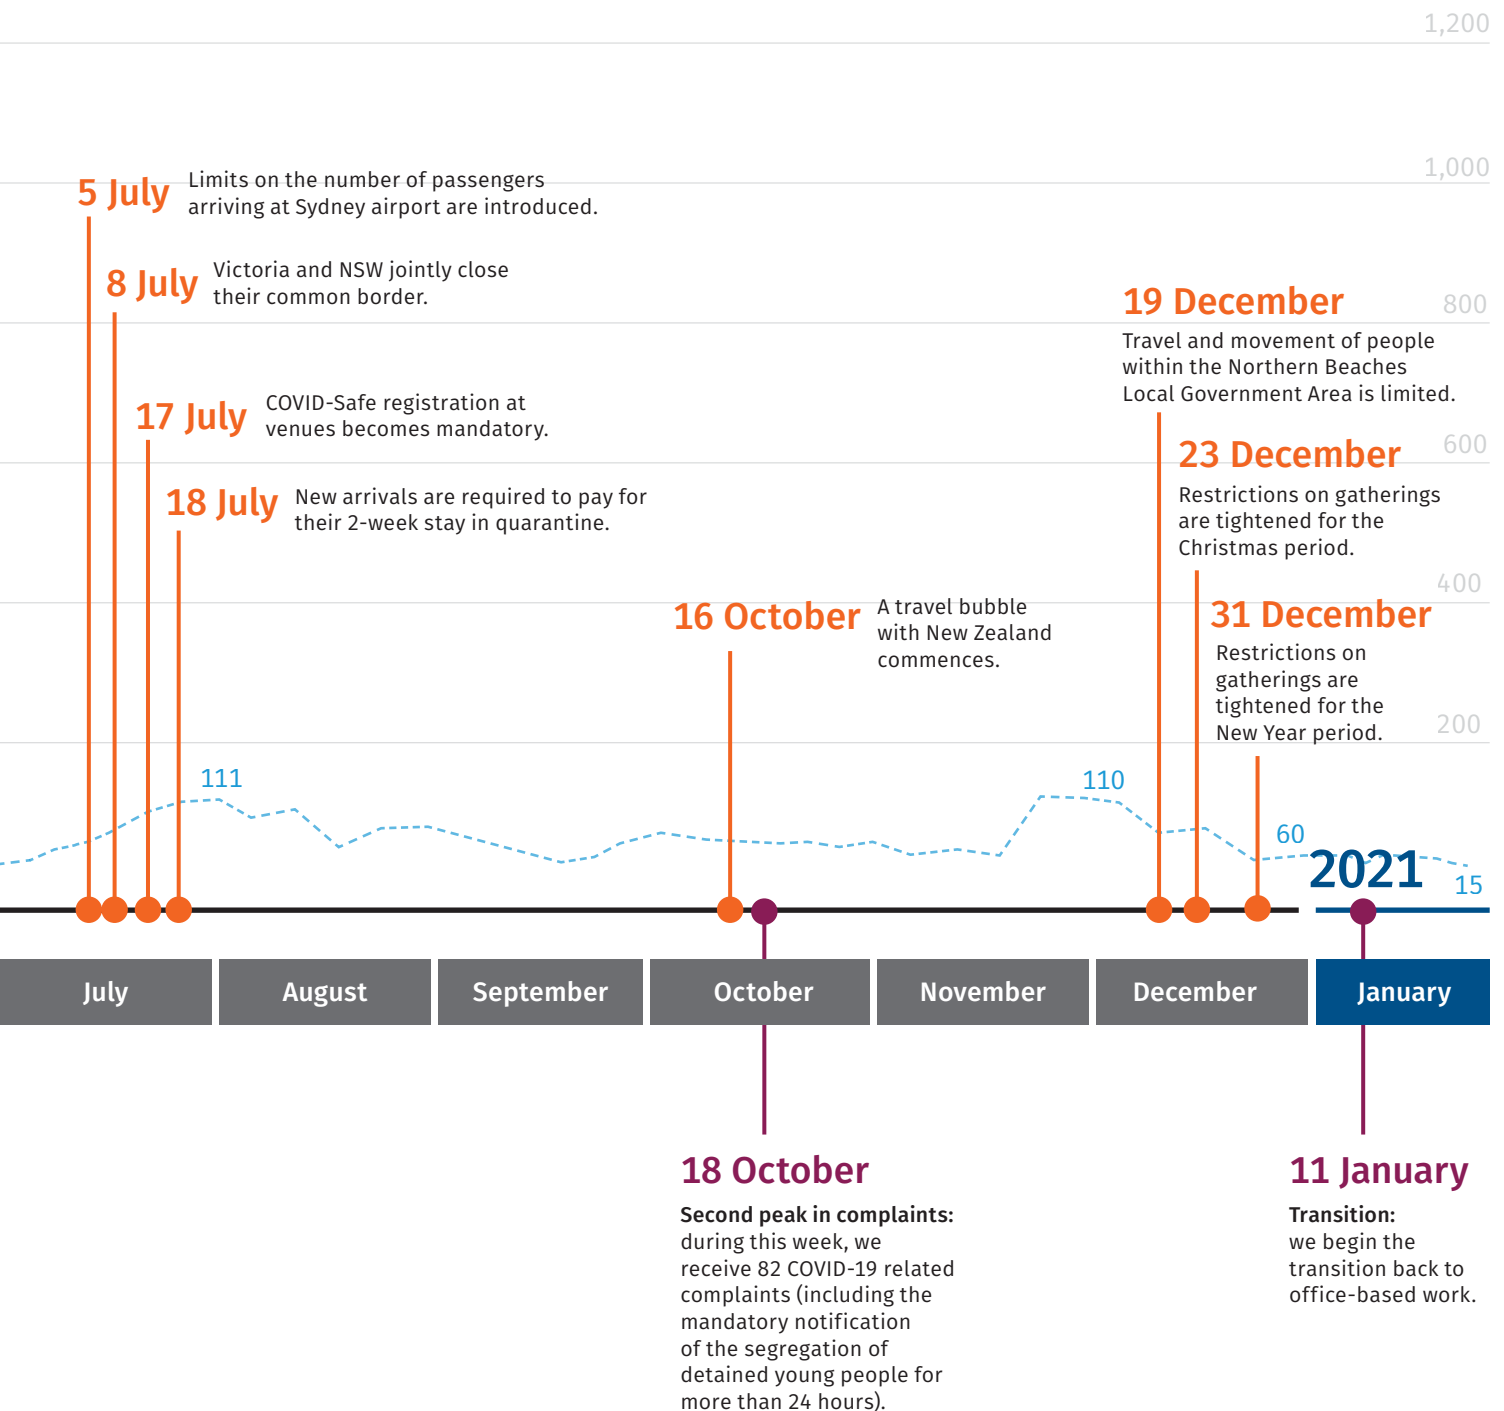 1,200
1,000
5 July
Limits on the number of passengers
arriving at Sydney airport are introduced.
8 July
Victoria and NSW jointly close
their common border.
19 December
800
Travel and movement of people
within the Northern Beaches
Local Government Area is limited.
17 July
COVID-Safe registration at
venues becomes mandatory.
23 December
600
Restrictions on gatherings
are tightened for the
Christmas period.
18 July
New arrivals are required to pay for
their 2-week stay in quarantine.
400
16 October
A travel bubble
with New Zealand
commences.
31 December
Restrictions on
gatherings are
tightened for the
New Year period.
200
111
110
60
2021
15
July
August
September
October
November
December
January
18 October
Second peak in complaints:
during this week, we
receive 82 COVID-19 related
complaints (including the
mandatory notification
of the segregation of
detained young people for
more than 24 hours).
11 January
Transition:
we begin the
transition back to
office-based work.